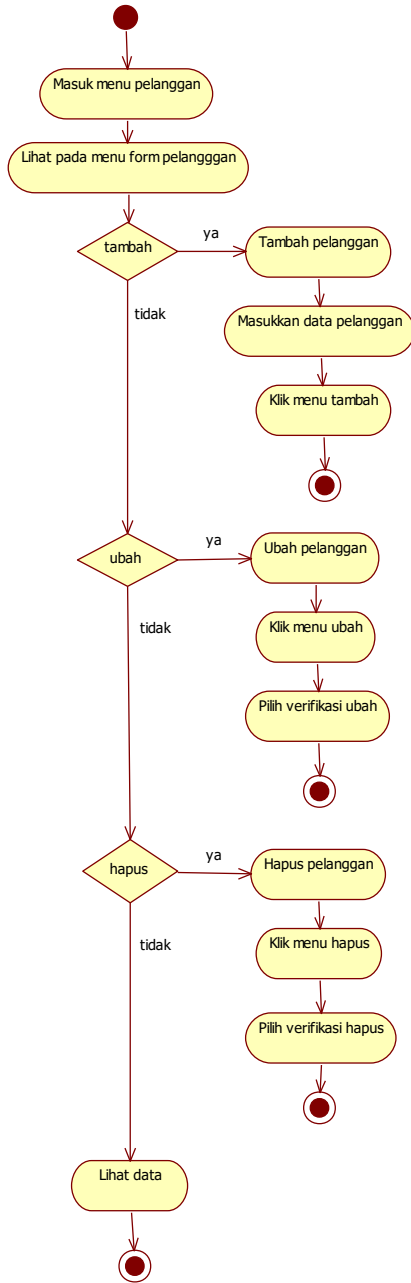 Masuk menu pelanggan
Lihat pada menu form pelangggan
tambah
ya
Tambah pelanggan
tidak
Masukkan data pelanggan
Klik menu tambah
ubah
ya
Ubah pelanggan
tidak
Klik menu ubah
Pilih verifikasi ubah
hapus
ya
Hapus pelanggan
tidak
Klik menu hapus
Pilih verifikasi hapus
Lihat data